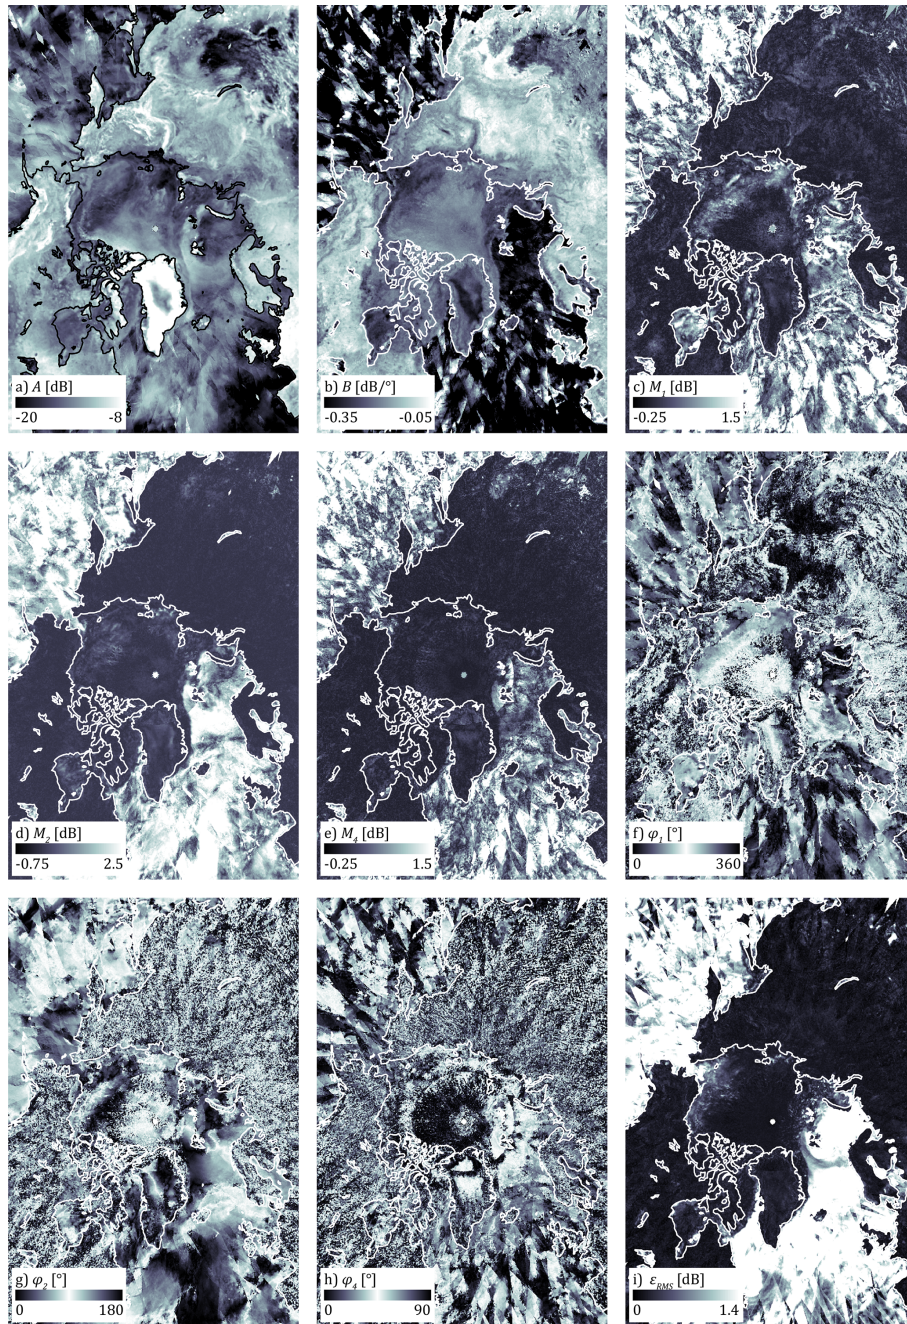 a) A [dB]
-20 -8
b) B [dB/°]
-0.35 -0.05
c) M₁ [dB]
-0.25 1.5
d) M₂ [dB]
-0.75 2.5
e) M₄ [dB]
-0.25 1.5
f) φ₁ [°]
0 360
g) φ₂ [°]
0 180
h) φ₄ [°]
0 90
i) ε_RMS [dB]
0 1.4